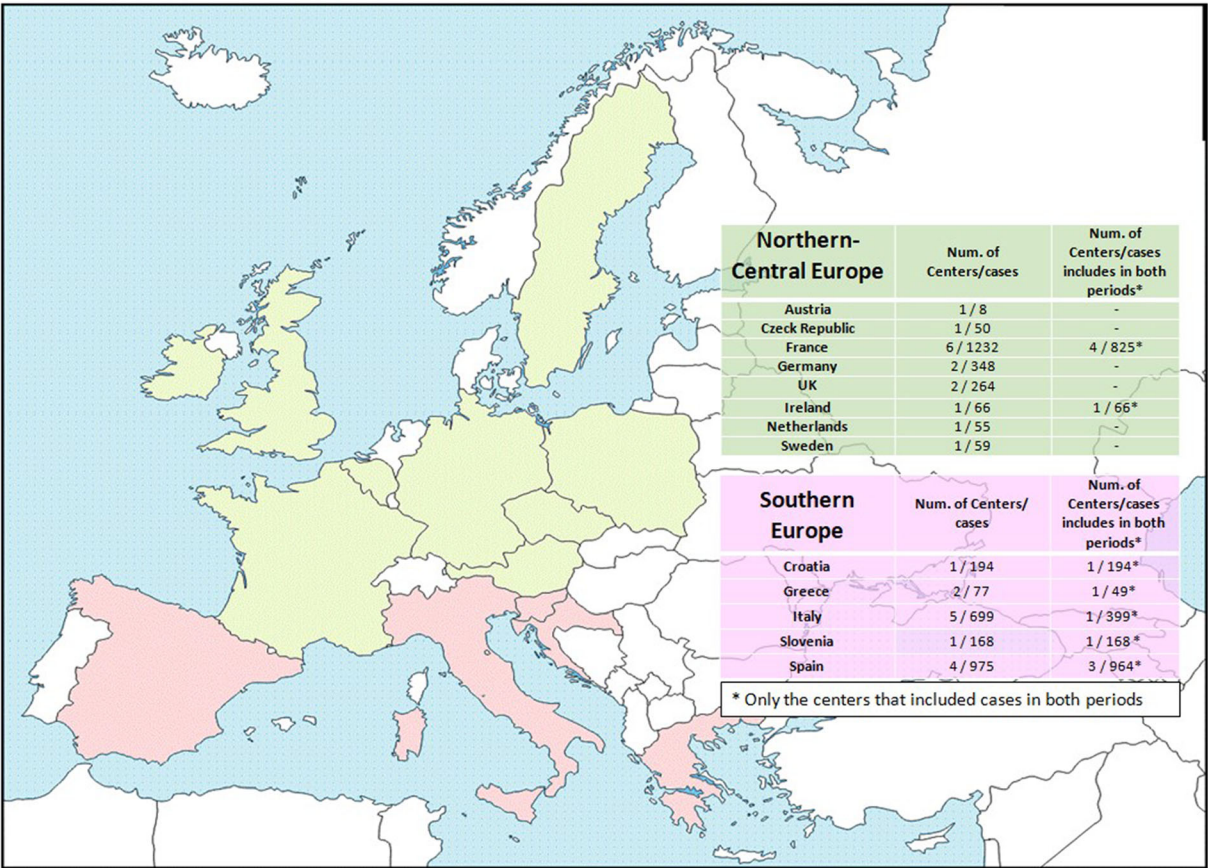 Northern-
Central Europe
Num. of
Centers/cases
Num. of
Centers/cases
includes in both
periods*
Austria 1 / 8 -
Czeck Republic 1 / 50 -
France 6 / 1232 4 / 825*
Germany 2 / 348 -
UK 2 / 264 -
Ireland 1 / 66 1 / 66*
Netherlands 1 / 55 -
Sweden 1 / 59 -
Southern
Europe
Num. of Centers/
cases
Num. of
Centers/cases
includes in both
periods*
Croatia 1 / 194 1 / 194*
Greece 2 / 77 1 / 49*
Italy 5 / 699 1 / 399*
Slovenia 1 / 168 1 / 168 *
Spain 4 / 975 3 / 964*
* Only the centers that included cases in both periods